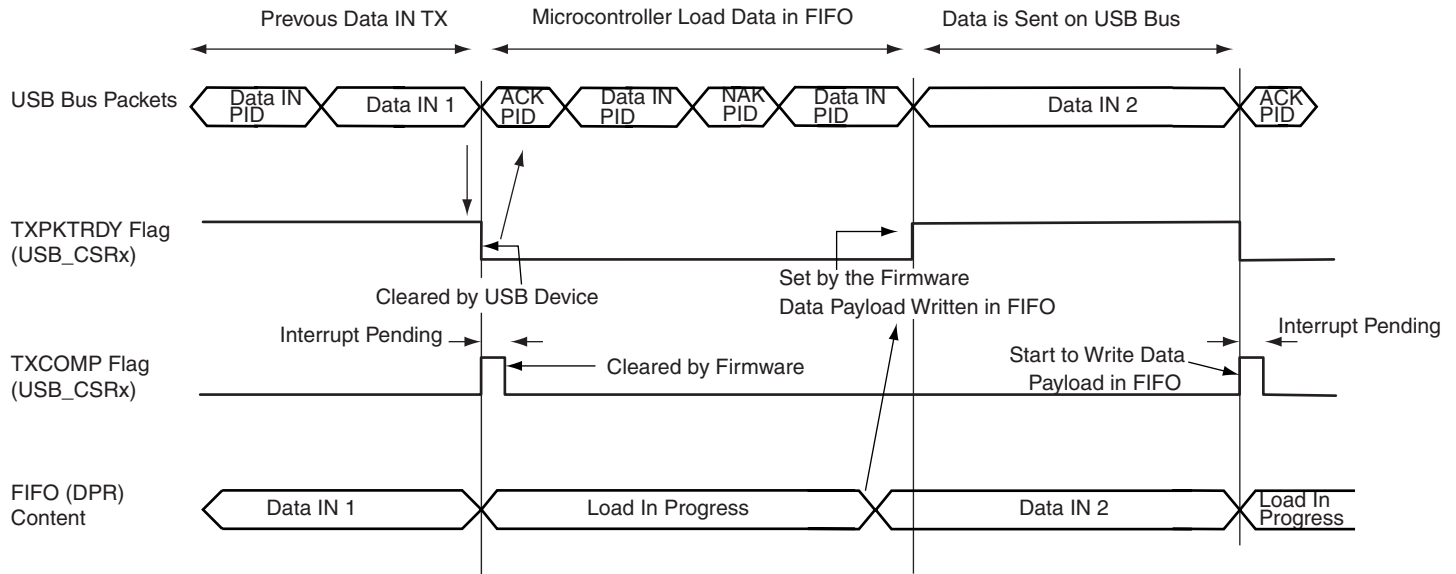 Prevous Data IN TX
Microcontroller Load Data in FIFO
Data is Sent on USB Bus
USB Bus Packets
Data IN
PID
Data IN 1
ACK
PID
Data IN
PID
NAK
PID
Data IN
PID
Data IN 2
ACK
PID
TXPKTRDY Flag
(USB_CSRx)
Cleared by USB Device
Set by the Firmware
Data Payload Written in FIFO
Interrupt Pending
Interrupt Pending
TXCOMP Flag
(USB_CSRx)
Cleared by Firmware
Start to Write Data
Payload in FIFO
FIFO (DPR)
Content
Data IN 1
Load In Progress
Data IN 2
Load In
Progress